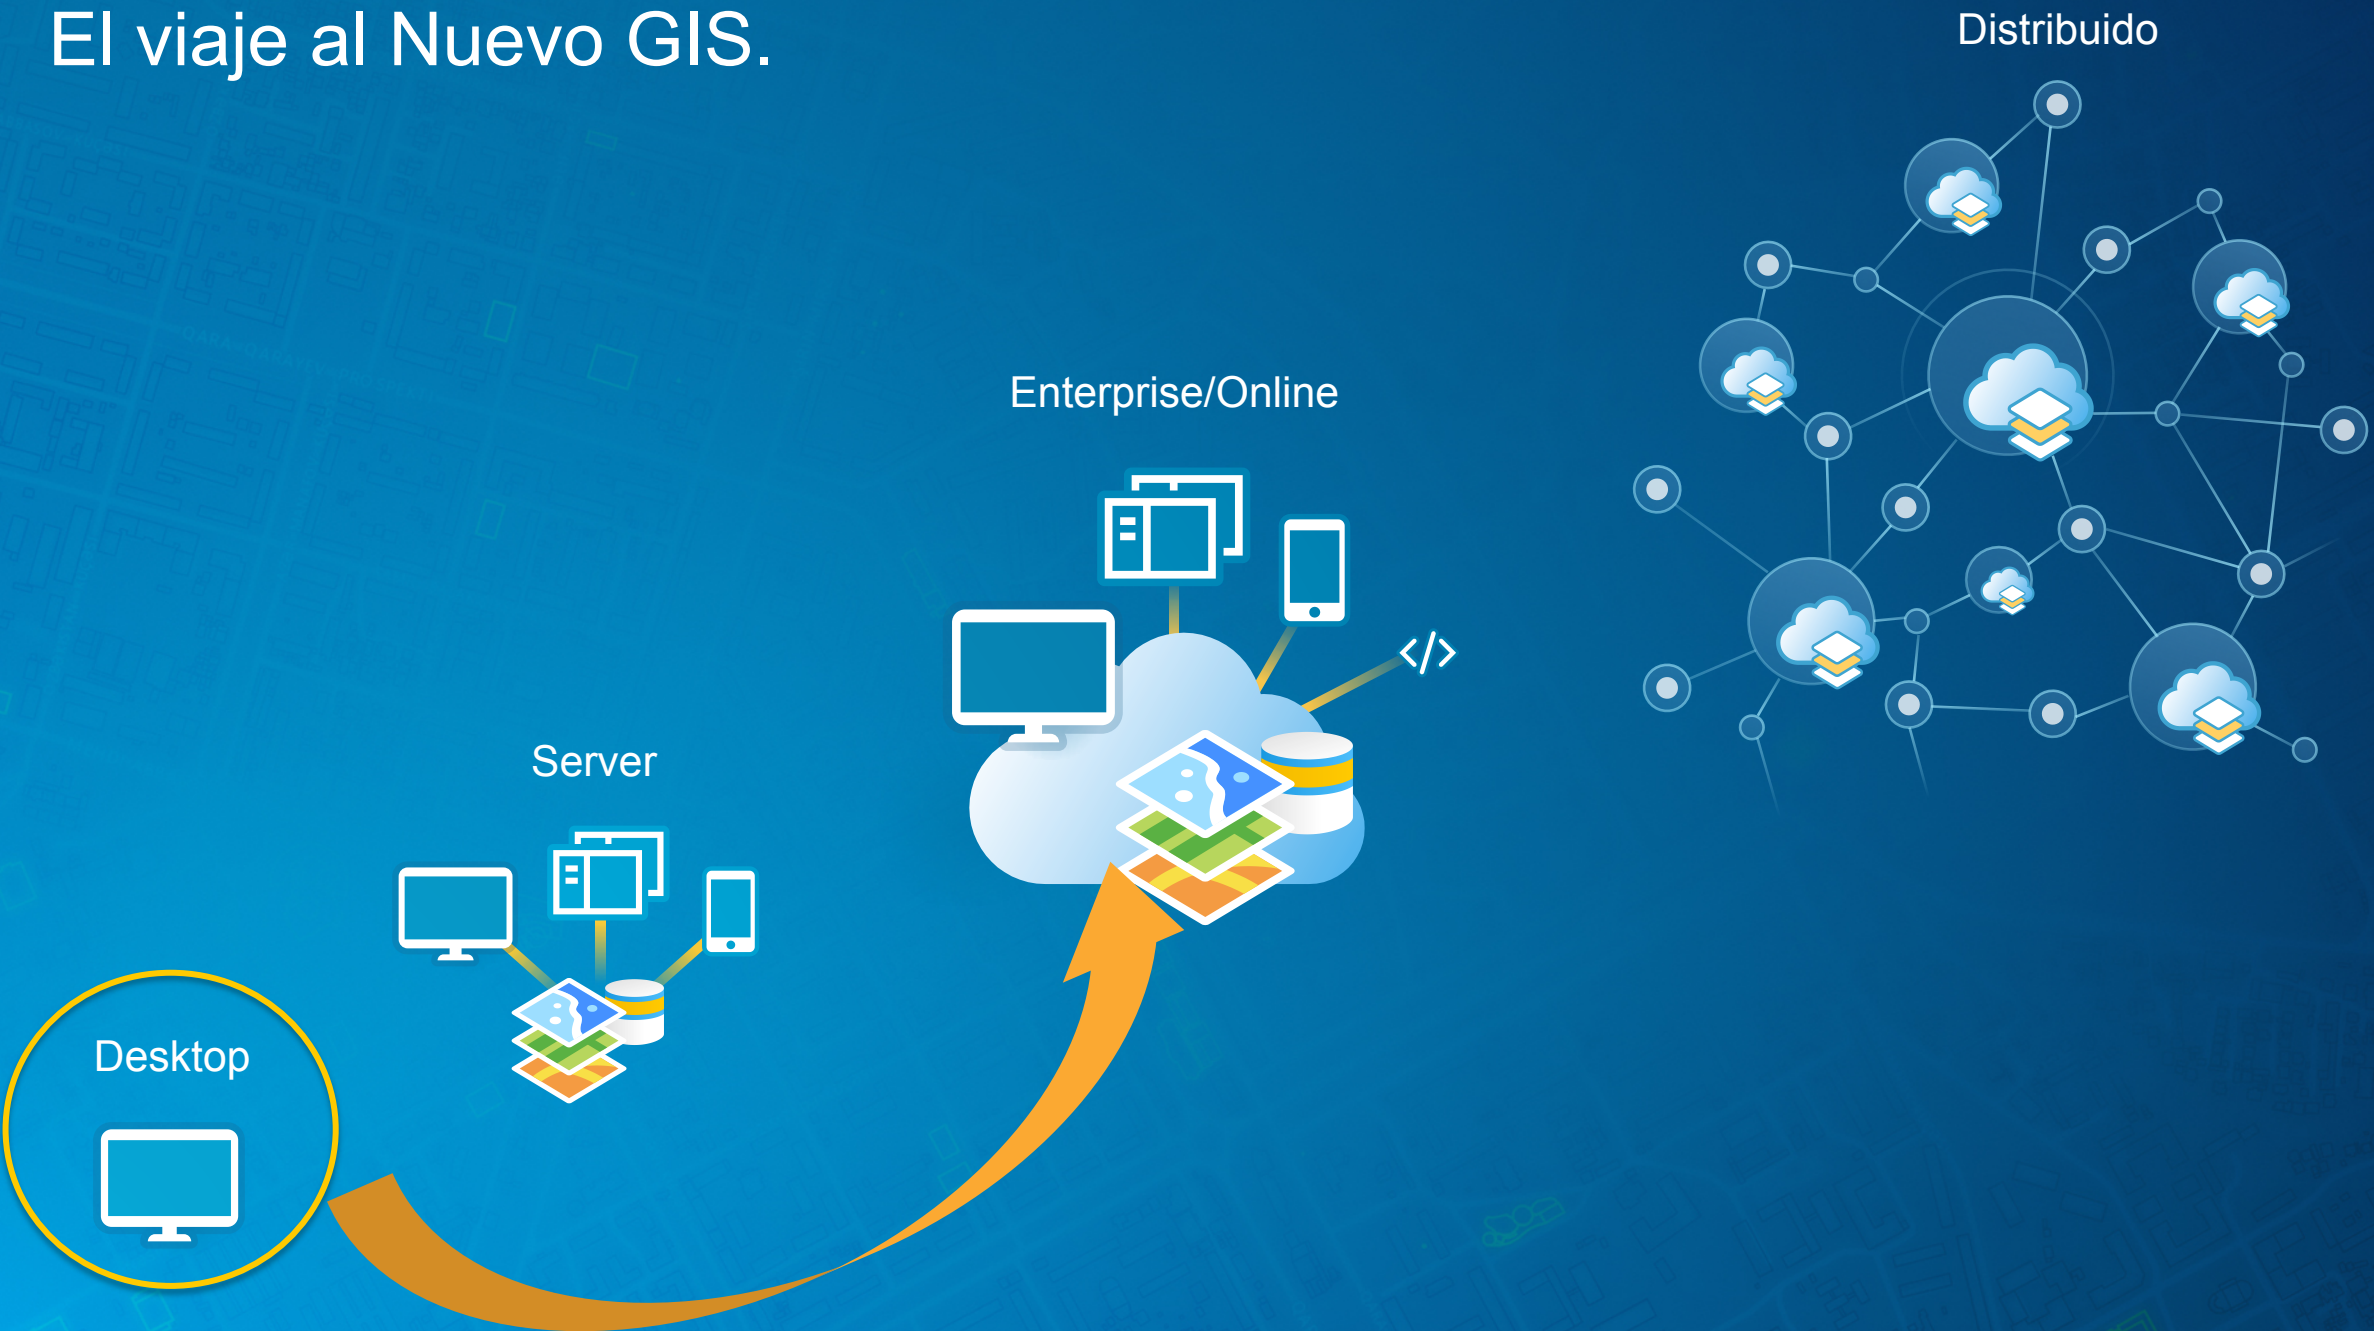 El viaje al Nuevo GIS.
Distribuido
Enterprise/Online
</>
Server
Desktop